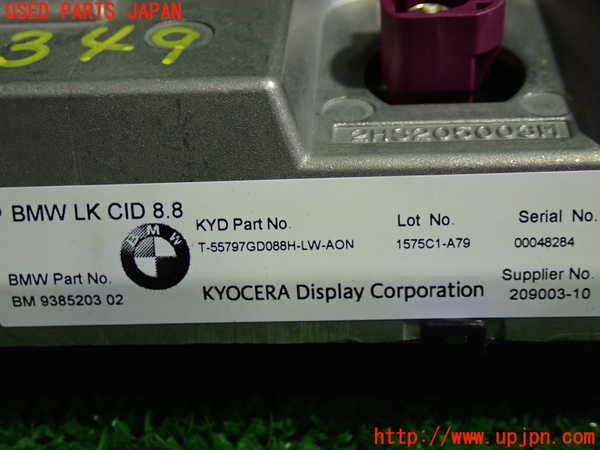 USED PARTS JAPAN
349
2HS205009M
BMW LK CID 8.8
BMW
KYD Part No.
T-55797GD088H-LW-AON
Lot No.
1575C1-A79
Serial No.
00048284
BMW Part No.
BM 9385203 02
KYOCERA Display Corporation
Supplier No.
209003-10
http://www.upjpn.com/